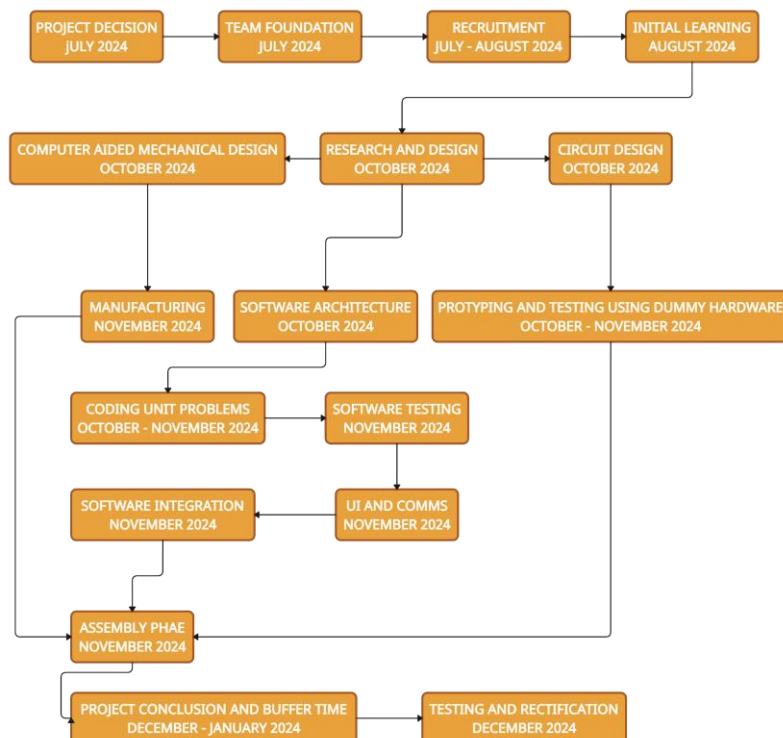 PROJECT DECISION
jULY 2024
TEAM FOUNDATION
JULY 2024
RECRUITMENT
JULY - AUGUST 2024
INITIAL LEARNING
AUGUST 2024
COMPUTER AIDED MECHANICAL DESIGN
OCTOBER 2024
RESEARCH AND DESIGN
OCTOBER 2024
CIRCUIT DESIGN
OCTOBER 2024
MANUFACTURING
NOVEMBER 2024
SOFTWARE ARCHITECTURE
OCTOBER 2024
PROTYPING AND TESTING USING DUMMY HARDWARE
OCTOBER - NOVEMBER 2024
CODING UNIT PROBLEMS
OCTOBER - NOVEMBER 2024
SOFTWARE TESTING
NOVEMBER 2024
SOFTWARE INTEGRATION
NOVEMBER 2024
UI AND COMMS
NOVEMBER 2024
ASSEMBLY PHAE
NOVEMBER 2024
PROJECT CONCLUSION AND BUFFER TIME
DECEMBER - JANUARY 2024
TESTING AND RECTIFICATION
DECEMBER 2024